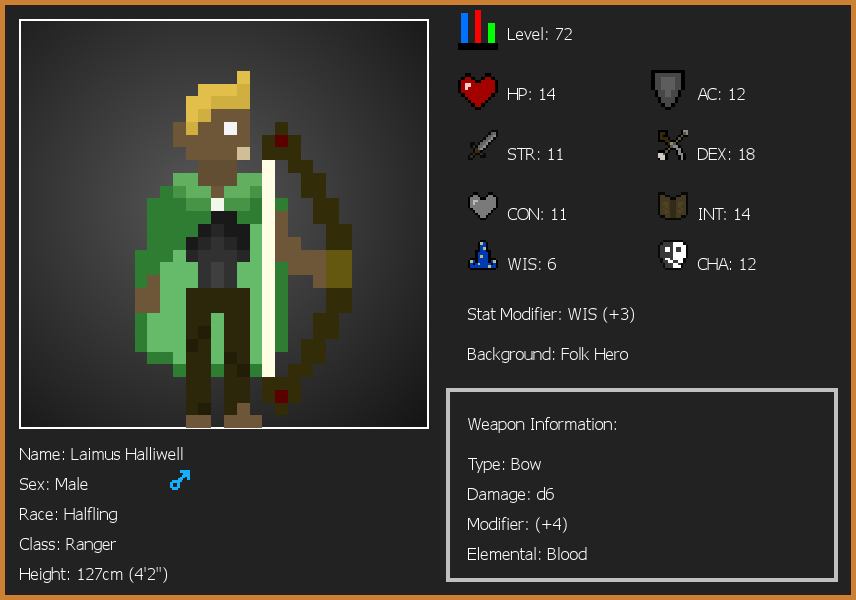 Level: 72
HP: 14
AC: 12
STR: 11
DEX: 18
CON: 11
INT: 14
WIS: 6
CHA: 12
Stat Modifier: WIS (+3)
Background: Folk Hero
Weapon Information:
Type: Bow
Damage: d6
Modifier: (+4)
Elemental: Blood
Name: Laimus Halliwell
Sex: Male
Race: Halfling
Class: Ranger
Height: 127cm (4'2")